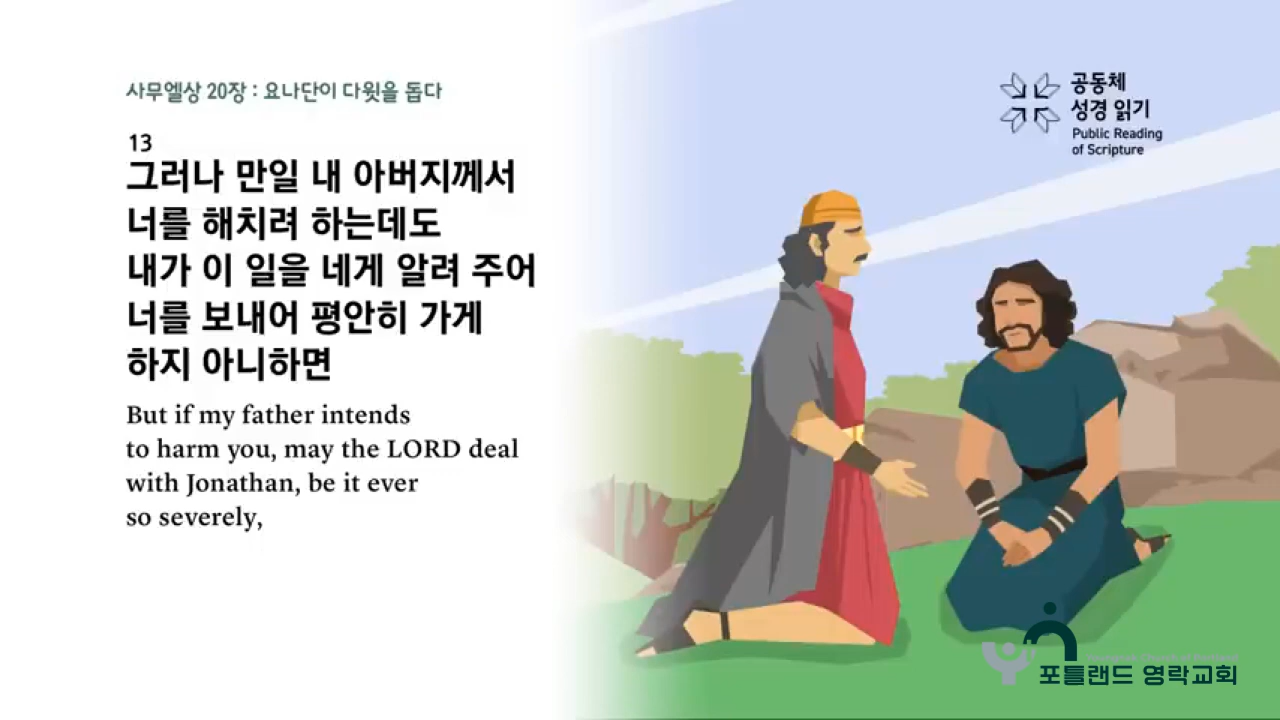 사무엘상 20장 : 요나단이 다윗을 돕다
13
그러나 만일 내 아버지께서
너를 해치려 하는데도
내가 이 일을 네게 알려 주어
너를 보내어 평안히 가게
하지 아니하면
But if my father intends
to harm you, may the LORD deal
with Jonathan, be it ever
so severely,
공동체
성경 읽기
Public Reading
of Scripture
포틀랜드 영락교회